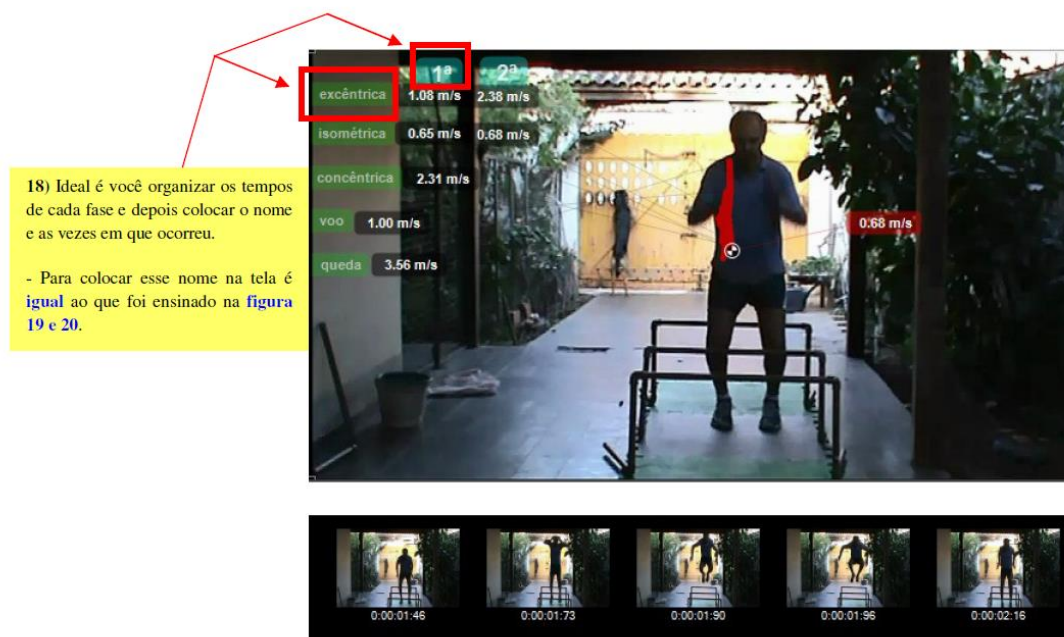 1ª 2ª
excêntrica 1.08 m/s 2.38 m/s
isométrica 0.65 m/s 0.68 m/s
concêntrica 2.31 m/s
voo 1.00 m/s
queda 3.56 m/s
0.68 m/s
18) Ideal é você organizar os tempos
de cada fase e depois colocar o nome
e as vezes em que ocorreu.
- Para colocar esse nome na tela é
igual ao que foi ensinado na figura
19 e 20.
0:00:01:46 0:00:01:73 0:00:01:90 0:00:01:96 0:00:02:16